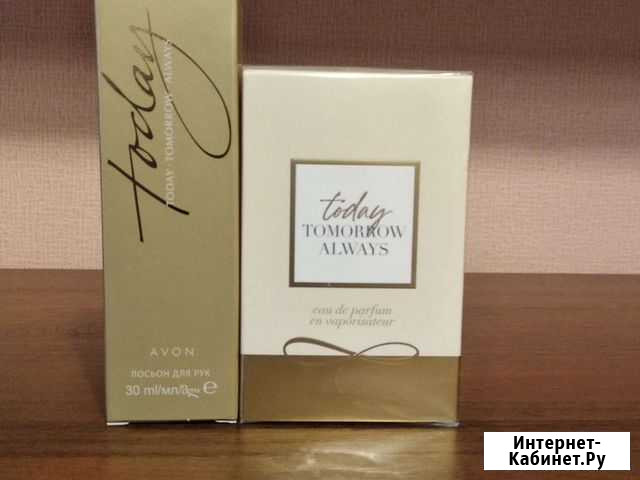 today
TODAY · TOMORROW · ALWAYS
AVON
ЛОСЬОН ДЛЯ РУК
30 ml/мл/
today
TOMORROW
ALWAYS
eau de parfum
en vaporisateur
Интернет-
Кабинет.Ру